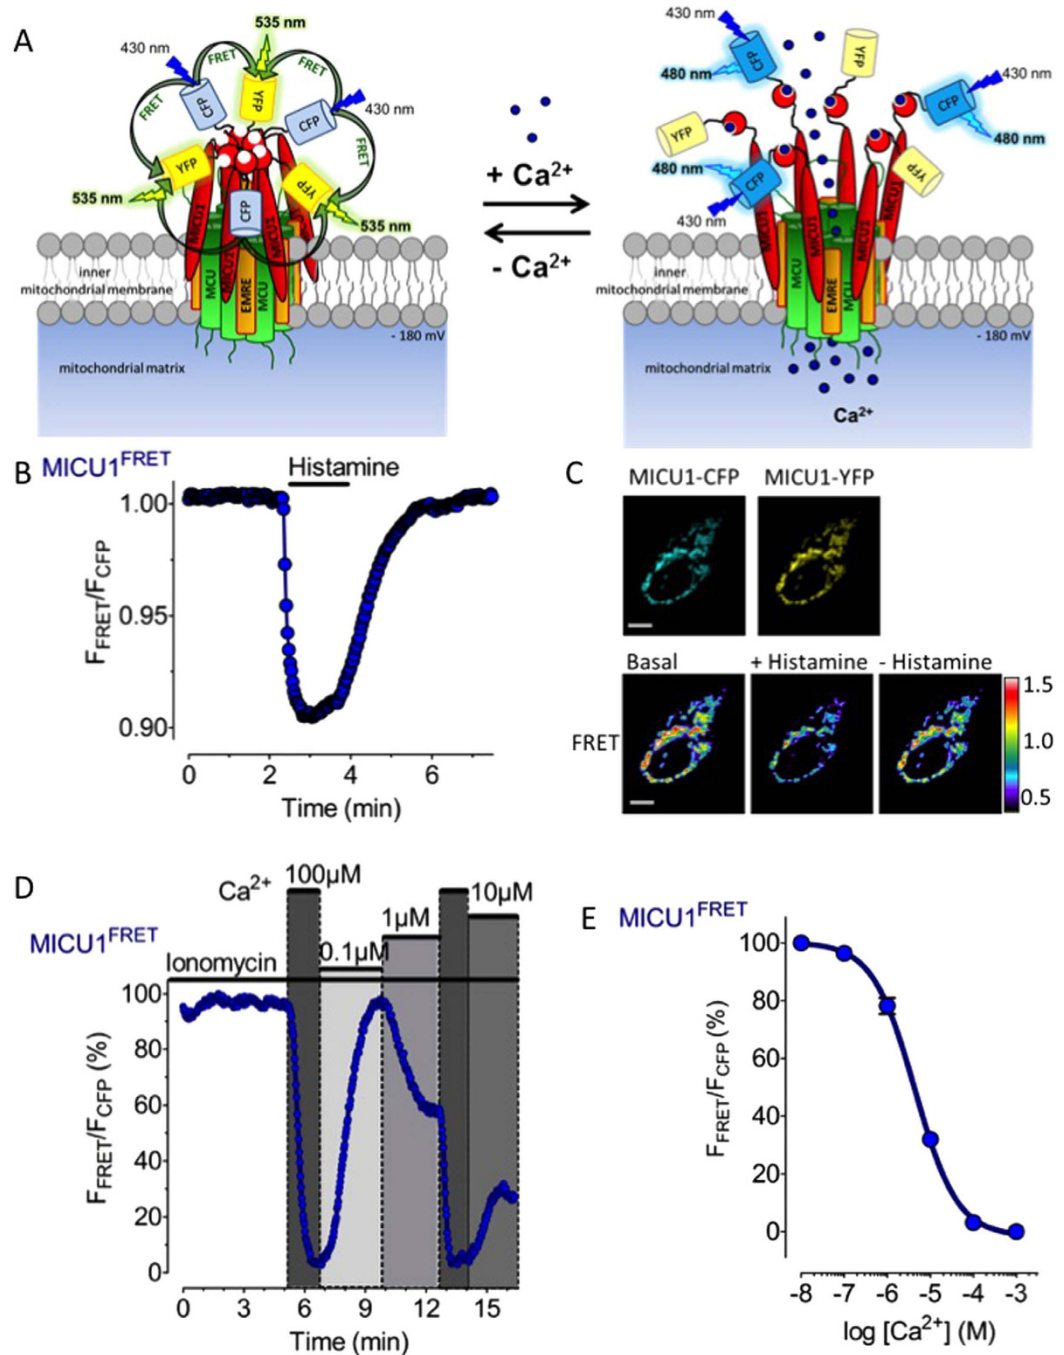 A
535 nm
430 nm
FRET
FRET
FRET
CFP
YFP
CFP
430 nm
FRET
YFP
YFP
535 nm
CFP
535 nm
MICU1
MICU1
MICU1
MCU
EMRE
MCU
inner
mitochondrial membrane
- 180 mV
mitochondrial matrix
+ Ca2+
- Ca2+
430 nm
CFP
YFP
480 nm
430 nm
CFP
480 nm
YFP
480 nm
CFP
YFP
430 nm
MICU1
MICU1
MICU1
MICU1
MCU
EMRE
MCU
inner
mitochondrial membrane
- 180 mV
mitochondrial matrix
Ca2+
B
MICU1FRET
Histamine
1.00
0.95
0.90
FFRET/FCFP
0 2 4 6
Time (min)
C
MICU1-CFP MICU1-YFP
Basal + Histamine - Histamine
FRET
1.5
1.0
0.5
D
Ca2+
100µM
10µM
1µM
0.1µM
MICU1FRET
Ionomycin
100
80
60
40
20
0
FFRET/FCFP (%)
0 3 6 9 12 15
Time (min)
E
MICU1FRET
100
80
60
40
20
0
FFRET/FCFP (%)
-8 -7 -6 -5 -4 -3
log [Ca2+] (M)